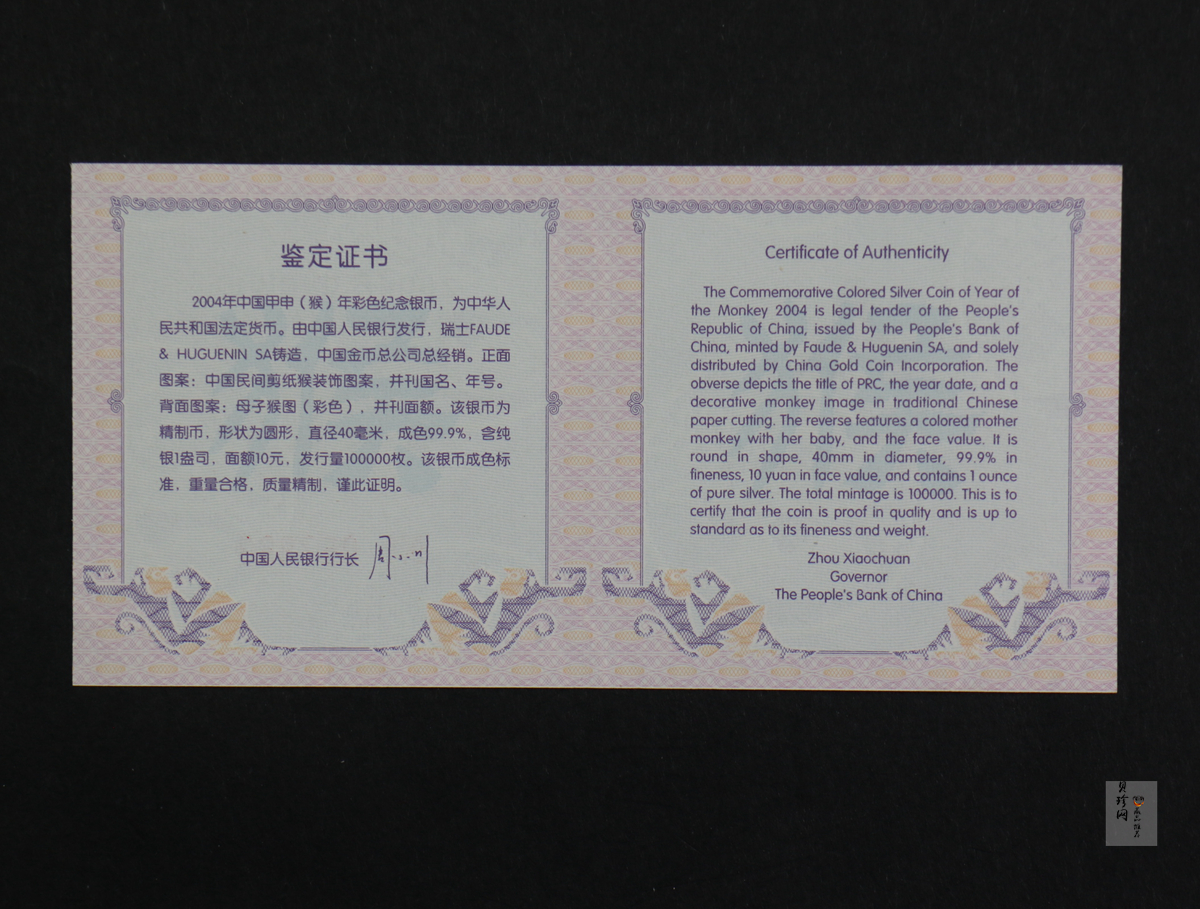 鉴定证书
2004年中国甲申（猴）年彩色纪念银币，为中华人
民共和国法定货币。由中国人民银行发行，瑞士FAUDE
& HUGUENIN SA铸造，中国金币总公司总经销。正面
图案：中国民间剪纸猴装饰图案，并刊国名、年号。
背面图案：母子猴图（彩色），并刊面额。该银币为
精制币，形状为圆形，直径40毫米，成色99.9%，含纯
银1盎司，面额10元，发行量100000枚。该银币成色标
准，重量合格，质量精制，谨此证明。
中国人民银行行长
Certificate of Authenticity
The Commemorative Colored Silver Coin of Year of
the Monkey 2004 is legal tender of the People's
Republic of China, issued by the People's Bank of
China, minted by Faude & Huguenin SA, and solely
distributed by China Gold Coin Incorporation. The
obverse depicts the title of PRC, the year date, and a
decorative monkey image in traditional Chinese
paper cutting. The reverse features a colored mother
monkey with her baby, and the face value. It is
round in shape, 40mm in diameter, 99.9% in
fineness, 10 yuan in face value, and contains 1 ounce
of pure silver. The total mintage is 100000. This is to
certify that the coin is proof in quality and is up to
standard as to its fineness and weight.
Zhou Xiaochuan
Governor
The People's Bank of China
贝珍网